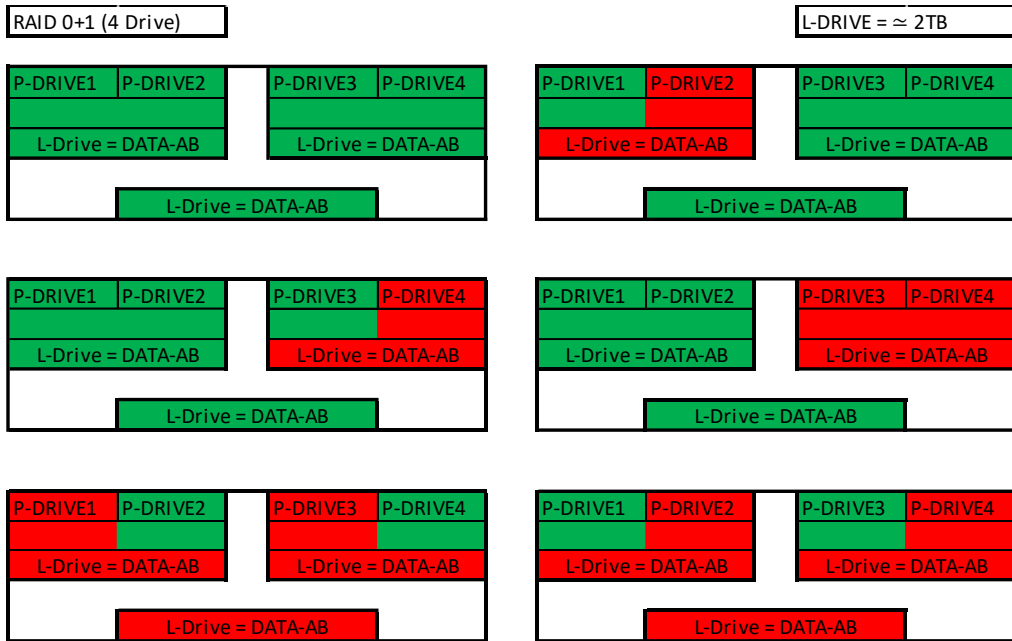 RAID 0+1 (4 Drive) L-DRIVE = ≃ 2TB
P-DRIVE1 P-DRIVE2 P-DRIVE3 P-DRIVE4 P-DRIVE1 P-DRIVE2 P-DRIVE3 P-DRIVE4
L-Drive = DATA-AB L-Drive = DATA-AB L-Drive = DATA-AB L-Drive = DATA-AB
L-Drive = DATA-AB L-Drive = DATA-AB
P-DRIVE1 P-DRIVE2 P-DRIVE3 P-DRIVE4 P-DRIVE1 P-DRIVE2 P-DRIVE3 P-DRIVE4
L-Drive = DATA-AB L-Drive = DATA-AB L-Drive = DATA-AB L-Drive = DATA-AB
L-Drive = DATA-AB L-Drive = DATA-AB
P-DRIVE1 P-DRIVE2 P-DRIVE3 P-DRIVE4 P-DRIVE1 P-DRIVE2 P-DRIVE3 P-DRIVE4
L-Drive = DATA-AB L-Drive = DATA-AB L-Drive = DATA-AB L-Drive = DATA-AB
L-Drive = DATA-AB L-Drive = DATA-AB